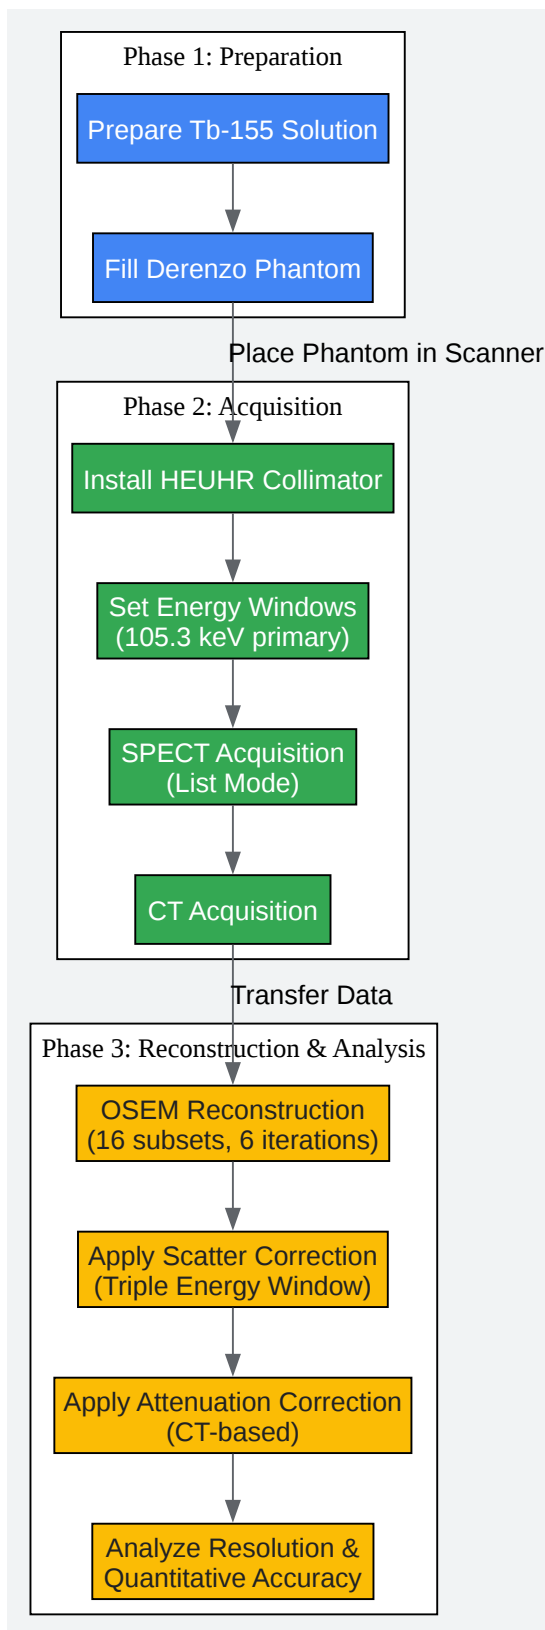 Phase 1: Preparation
Prepare Tb-155 Solution
Fill Derenzo Phantom
Place Phantom in Scanner
Phase 2: Acquisition
Install HEUHR Collimator
Set Energy Windows
(105.3 keV primary)
SPECT Acquisition
(List Mode)
CT Acquisition
Transfer Data
Phase 3: Reconstruction & Analysis
OSEM Reconstruction
(16 subsets, 6 iterations)
Apply Scatter Correction
(Triple Energy Window)
Apply Attenuation Correction
(CT-based)
Analyze Resolution &
Quantitative Accuracy